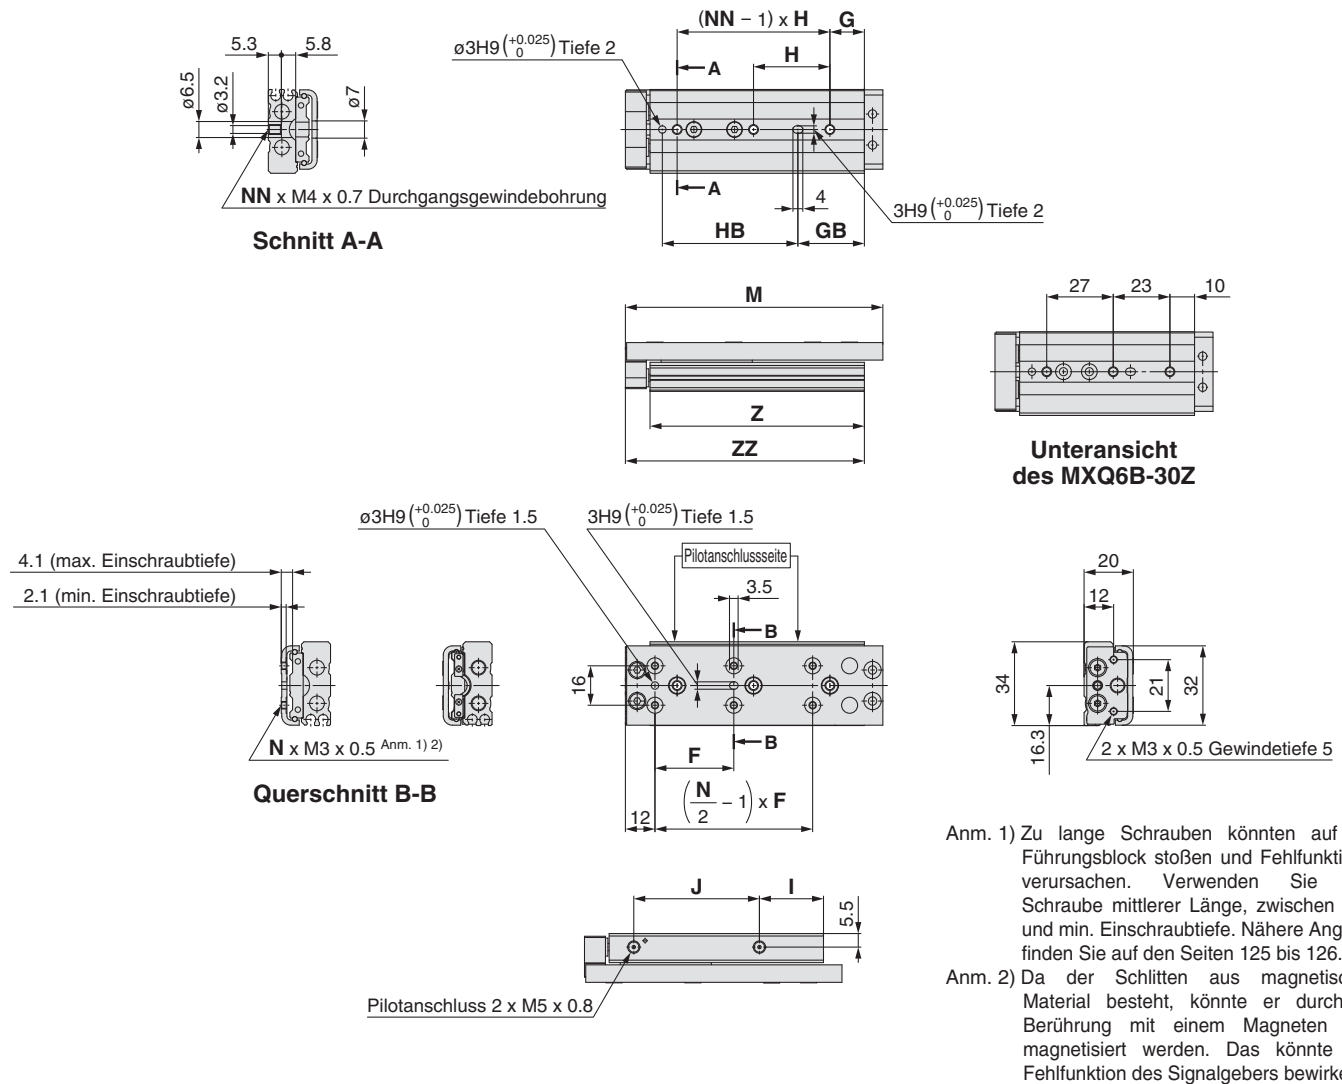 (NN − 1) x H
G
5.3
5.8
ø3H9 (+0.025 0) Tiefe 2
H
A
ø6.5
ø3.2
ø7
A
4
NN x M4 x 0.7 Durchgangsgewindebohrung
3H9 (+0.025 0) Tiefe 2
HB
GB
Schnitt A-A
M
27
23
10
Z
ZZ
Unteransicht
des MXQ6B-30Z
ø3H9 (+0.025 0) Tiefe 1.5
3H9 (+0.025 0) Tiefe 1.5
Pilotanschlussseite
4.1 (max. Einschraubtiefe)
2.1 (min. Einschraubtiefe)
3.5
20
12
B
16
34
21
32
16.3
N x M3 x 0.5 Anm. 1) 2)
B
2 x M3 x 0.5 Gewindetiefe 5
F
Querschnitt B-B
(N/2 − 1) x F
12
J
I
5.5
Pilotanschluss 2 x M5 x 0.8
Anm. 1) Zu lange Schrauben könnten auf
Führungsblock stoßen und
verursachen. Verwenden Sie
Schraube mittlerer Länge, zwischen
und min. Einschraubtiefe. Nähere
finden Sie auf den Seiten 125 bis 126.
Anm. 2) Da der Schlitten aus
Material besteht, könnte er durch
Berührung mit einem Magneten
magnetisiert werden. Das könnte
Fehlfunktion des Signalgebers